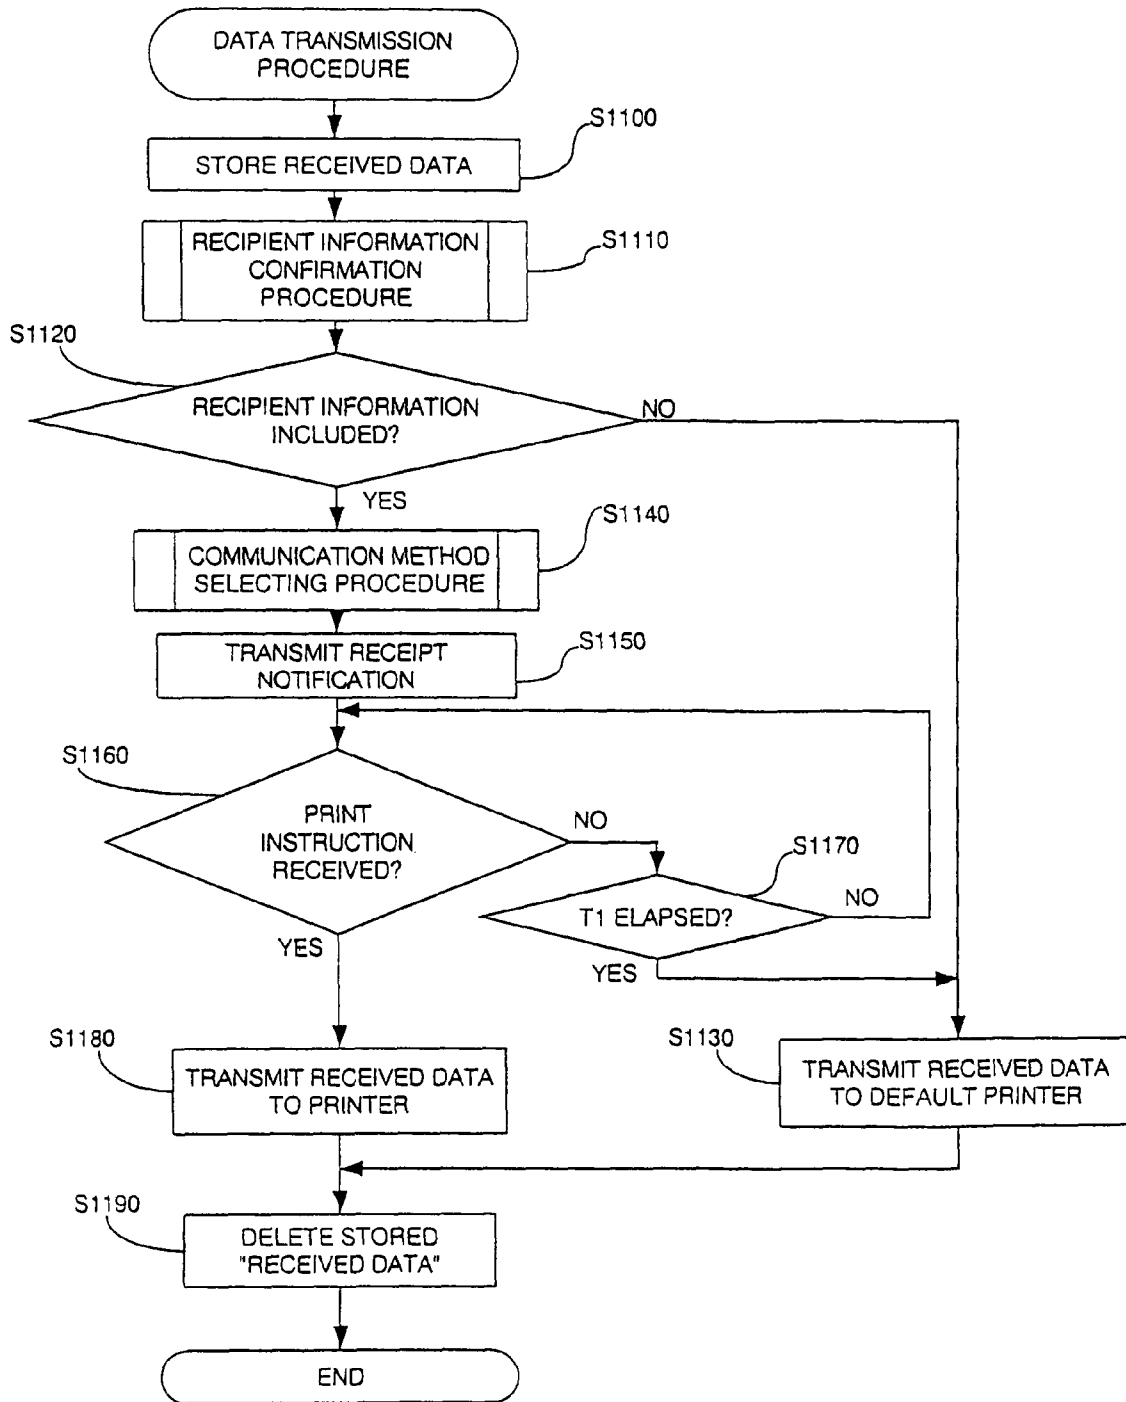 DATA TRANSMISSION
PROCEDURE
S1100
STORE RECEIVED DATA
RECIPIENT INFORMATION
CONFIRMATION
PROCEDURE
S1110
S1120
RECIPIENT INFORMATION
INCLUDED?
NO
YES
S1140
COMMUNICATION METHOD
SELECTING PROCEDURE
TRANSMIT RECEIPT
NOTIFICATION
S1150
S1160
PRINT
INSTRUCTION
RECEIVED?
NO
S1170
T1 ELAPSED?
NO
YES
YES
S1180
TRANSMIT RECEIVED DATA
TO PRINTER
S1130
TRANSMIT RECEIVED DATA
TO DEFAULT PRINTER
S1190
DELETE STORED
"RECEIVED DATA"
END